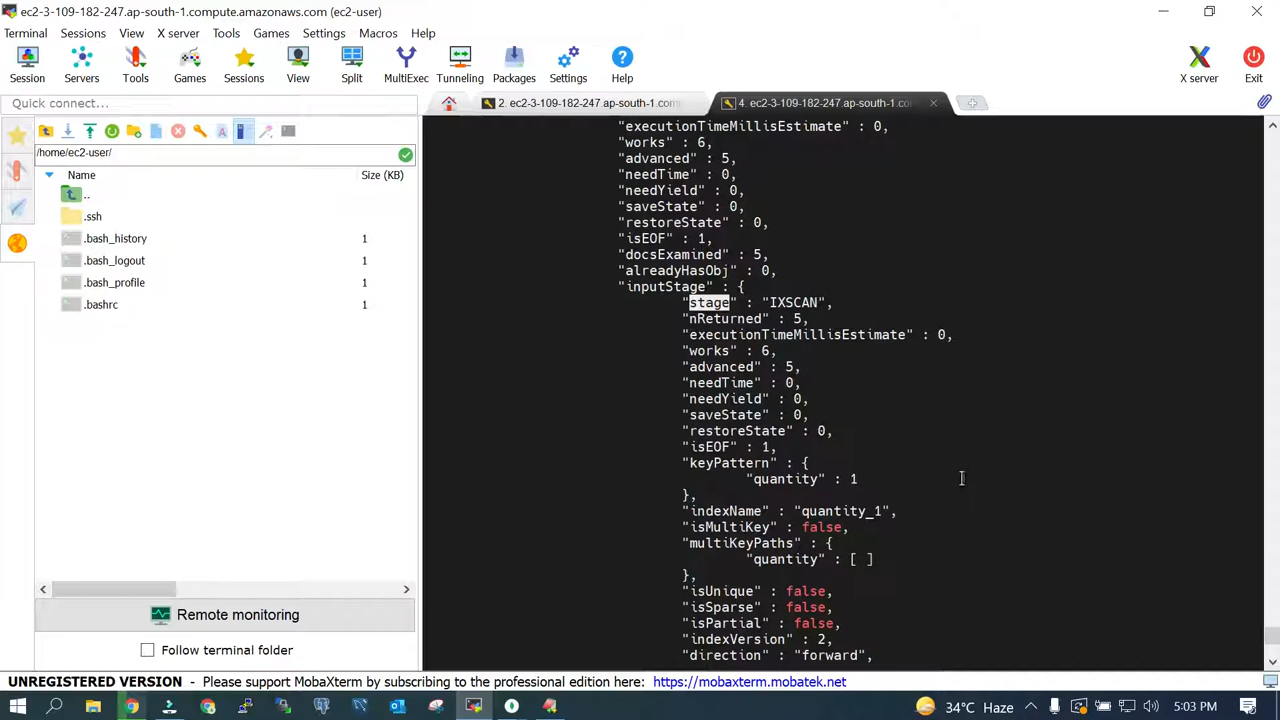 ec2-3-109-182-247.ap-south-1.compute.amazonaws.com (ec2-user)
Terminal Sessions View X server Tools Games Settings Macros Help
Session Servers Tools Games Sessions View Split MultiExec Tunneling Packages Settings Help X server Exit
Quick connect...
2. ec2-3-109-182-247.ap-south-1.com
4. ec2-3-109-182-247.ap-south-1.co
/home/ec2-user/
Name Size (KB)
..
.ssh
.bash_history 1
.bash_logout 1
.bash_profile 1
.bashrc 1
"executionTimeMillisEstimate" : 0,
"works" : 6,
"advanced" : 5,
"needTime" : 0,
"needYield" : 0,
"saveState" : 0,
"restoreState" : 0,
"isEOF" : 1,
"docsExamined" : 5,
"alreadyHasObj" : 0,
"inputStage" : {
"stage" : "IXSCAN",
"nReturned" : 5,
"executionTimeMillisEstimate" : 0,
"works" : 6,
"advanced" : 5,
"needTime" : 0,
"needYield" : 0,
"saveState" : 0,
"restoreState" : 0,
"isEOF" : 1,
"keyPattern" : {
"quantity" : 1
},
"indexName" : "quantity_1",
"isMultiKey" : false,
"multiKeyPaths" : {
"quantity" : [ ]
},
"isUnique" : false,
"isSparse" : false,
"isPartial" : false,
"indexVersion" : 2,
"direction" : "forward",
Remote monitoring
Follow terminal folder
UNREGISTERED VERSION - Please support MobaXterm by subscribing to the professional edition here: https://mobaxterm.mobatek.net
34°C Haze 5:03 PM